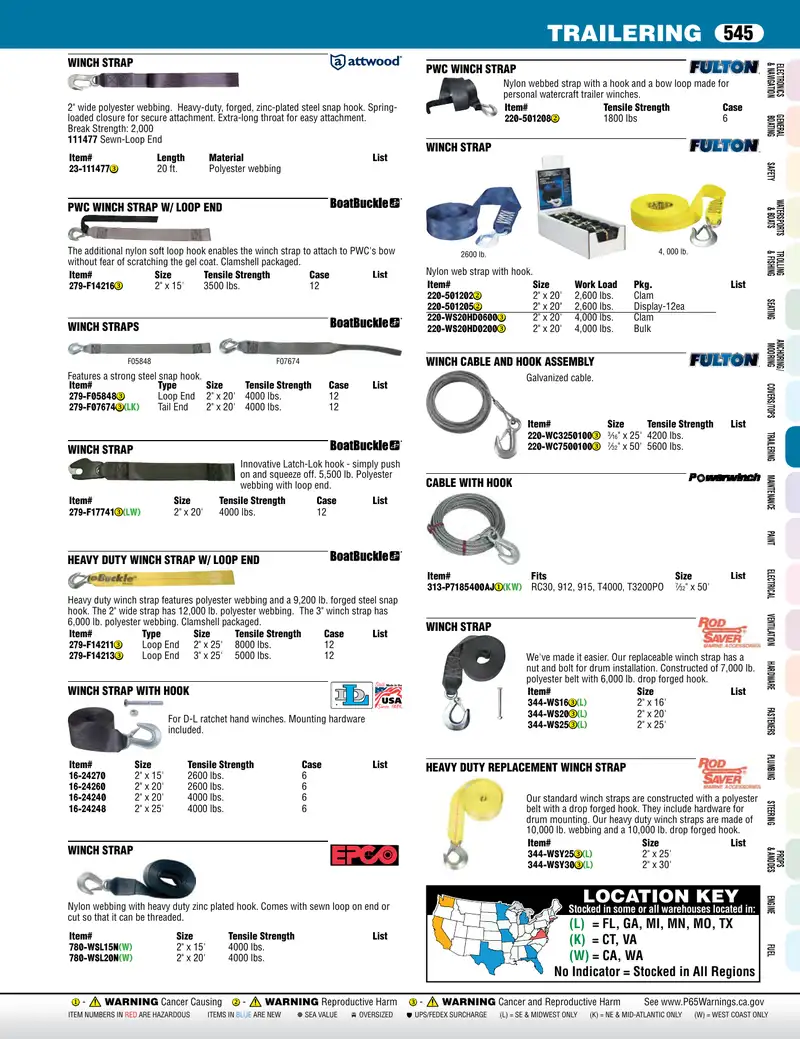 TRAILERING 545
WINCH STRAP
attwood
2" wide polyester webbing. Heavy-duty, forged, zinc-plated steel snap hook. Spring-
loaded closure for secure attachment. Extra-long throat for easy attachment.
Break Strength: 2,000
111477 Sewn-Loop End
Item# Length Material List
23-111477③ 20 ft. Polyester webbing
PWC WINCH STRAP W/ LOOP END BoatBuckle
The additional nylon soft loop hook enables the winch strap to attach to PWC's bow
without fear of scratching the gel coat. Clamshell packaged.
Item# Size Tensile Strength Case List
279-F14216③ 2" x 15' 3500 lbs. 12
WINCH STRAPS BoatBuckle
F05848 F07674
Features a strong steel snap hook.
Item# Type Size Tensile Strength Case List
279-F05848③ Loop End 2" x 20' 4000 lbs. 12
279-F07674③(LK) Tail End 2" x 20' 4000 lbs. 12
WINCH STRAP BoatBuckle
Innovative Latch-Lok hook - simply push
on and squeeze off. 5,500 lb. Polyester
webbing with loop end.
Item# Size Tensile Strength Case List
279-F17741③(LW) 2" x 20' 4000 lbs. 12
HEAVY DUTY WINCH STRAP W/ LOOP END BoatBuckle
Heavy duty winch strap features polyester webbing and a 9,200 lb. forged steel snap
hook. The 2" wide strap has 12,000 lb. polyester webbing. The 3" winch strap has
6,000 lb. polyester webbing. Clamshell packaged.
Item# Type Size Tensile Strength Case List
279-F14211③ Loop End 2" x 25' 8000 lbs. 12
279-F14213③ Loop End 3" x 25' 5000 lbs. 12
WINCH STRAP WITH HOOK
DL
USA
For D-L ratchet hand winches. Mounting hardware
included.
Item# Size Tensile Strength Case List
16-24270 2" x 15' 2600 lbs. 6
16-24260 2" x 20' 2600 lbs. 6
16-24240 2" x 20' 4000 lbs. 6
16-24248 2" x 25' 4000 lbs. 6
WINCH STRAP EPCO
Nylon webbing with heavy duty zinc plated hook. Comes with sewn loop on end or
cut so that it can be threaded.
Item# Size Tensile Strength List
780-WSL15N(W) 2" x 15' 4000 lbs.
780-WSL20N(W) 2" x 20' 4000 lbs.
PWC WINCH STRAP FULTON
Nylon webbed strap with a hook and a bow loop made for
personal watercraft trailer winches.
Item# Tensile Strength Case
220-501208② 1800 lbs 6
WINCH STRAP FULTON
2600 lb. 4, 000 lb.
Nylon web strap with hook.
Item# Size Work Load Pkg. List
220-501202② 2" x 20' 2,600 lbs. Clam
220-501205② 2" x 20" 2,600 lbs. Display-12ea
220-WS20HD0600③ 2" x 20' 4,000 lbs. Clam
220-WS20HD0200③ 2" x 20' 4,000 lbs. Bulk
WINCH CABLE AND HOOK ASSEMBLY FULTON
Galvanized cable.
Item# Size Tensile Strength List
220-WC3250100③ 3⁄16" x 25' 4200 lbs.
220-WC7500100③ 7⁄32" x 50' 5600 lbs.
CABLE WITH HOOK Powerwinch
Item# Fits Size List
313-P7185400AJ①(KW) RC30, 912, 915, T4000, T3200PO 7⁄32" x 50'
WINCH STRAP
ROD SAVER
MARINE ACCESSORIES
We've made it easier. Our replaceable winch strap has a
nut and bolt for drum installation. Constructed of 7,000 lb.
polyester belt with 6,000 lb. drop forged hook.
Item# Size List
344-WS16③(L) 2" x 16'
344-WS20③(L) 2" x 20'
344-WS25③(L) 2" x 25'
HEAVY DUTY REPLACEMENT WINCH STRAP
ROD SAVER
MARINE ACCESSORIES
Our standard winch straps are constructed with a polyester
belt with a drop forged hook. They include hardware for
drum mounting. Our heavy duty winch straps are made of
10,000 lb. webbing and a 10,000 lb. drop forged hook.
Item# Size List
344-WSY25③(L) 2" x 25'
344-WSY30③(L) 2" x 30'
LOCATION KEY
Stocked in some or all warehouses located in:
(L) = FL, GA, MI, MN, MO, TX
(K) = CT, VA
(W) = CA, WA
No Indicator = Stocked in All Regions
ELECTRONICS
& NAVIGATION
GENERAL
BOATING
SAFETY
WATERSPORTS
& BOATS
TROLLING
& FISHING
SEATING
ANCHORING/
MOORING
COVERS/TOPS
TRAILERING
MAINTENANCE
PAINT
ELECTRICAL
VENTILATION
HARDWARE
FASTENERS
PLUMBING
STEERING
PROPS
& ANODES
ENGINE
FUEL
① - WARNING Cancer Causing ② - WARNING Reproductive Harm ③ - WARNING Cancer and Reproductive Harm See www.P65Warnings.ca.gov
ITEM NUMBERS IN RED ARE HAZARDOUS ITEMS IN BLUE ARE NEW SEA VALUE OVERSIZED UPS/FEDEX SURCHARGE (L) = SE & MIDWEST ONLY (K) = NE & MID-ATLANTIC ONLY (W) = WEST COAST ONLY